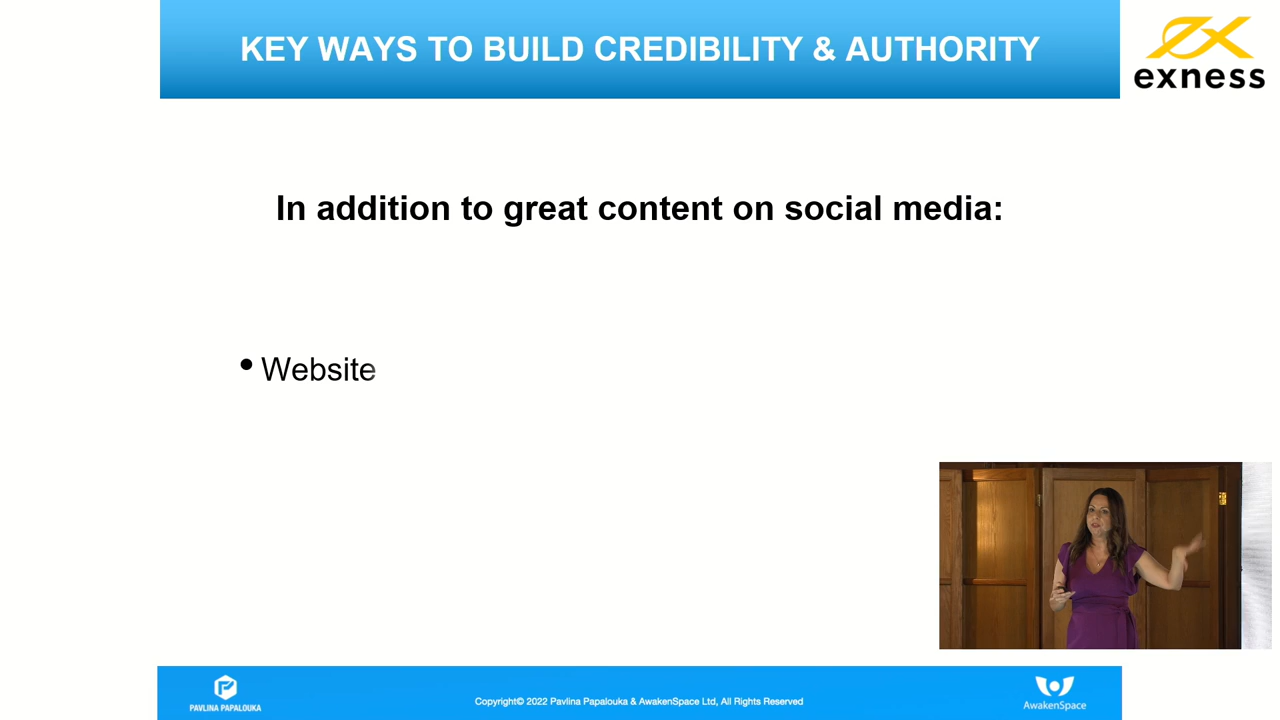 KEY WAYS TO BUILD CREDIBILITY & AUTHORITY
exness
In addition to great content on social media:
• Website
PAVLINA PAPALOUKA
Copyright© 2022 Pavlina Papalouka & AwakenSpace Ltd, All Rights Reserved
AwakenSpace